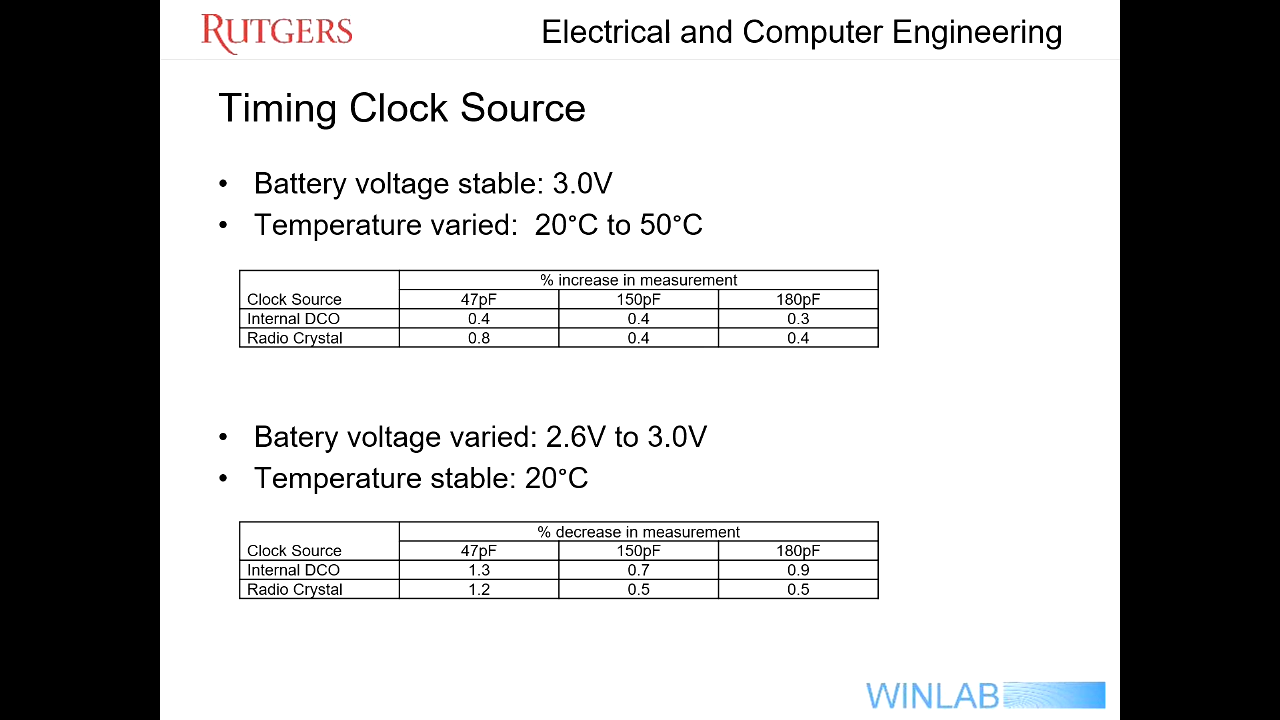 RUTGERS
Electrical and Computer Engineering
Timing Clock Source
• Battery voltage stable: 3.0V
• Temperature varied: 20°C to 50°C
% increase in measurement
Clock Source 47pF 150pF 180pF
Internal DCO 0.4 0.4 0.3
Radio Crystal 0.8 0.4 0.4
• Batery voltage varied: 2.6V to 3.0V
• Temperature stable: 20°C
% decrease in measurement
Clock Source 47pF 150pF 180pF
Internal DCO 1.3 0.7 0.9
Radio Crystal 1.2 0.5 0.5
WINLAB